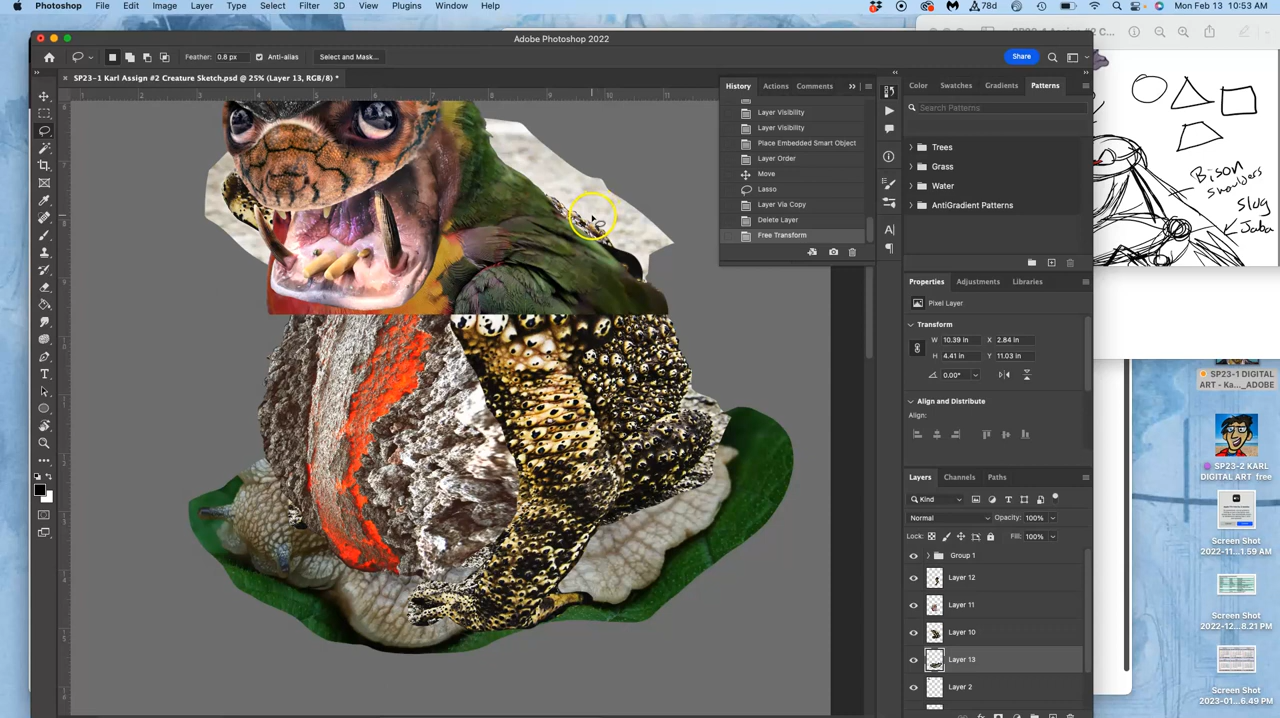 Photoshop File Edit Image Layer Type Select Filter 3D View Plugins Window Help
78d
Mon Feb 13 10:53 AM
Adobe Photoshop 2022
Feather: 0.8 px Anti-alias Select and Mask... Share
SP23-1 Karl Assign #2 Creature Sketch.psd @ 25% (Layer 13, RGB/8) *
History Actions Comments
Layer Visibility
Layer Visibility
Place Embedded Smart Object
Layer Order
Move
Lasso
Layer Via Copy
Delete Layer
Free Transform
Color Swatches Gradients Patterns
Search Patterns
Trees
Grass
Water
AntiGradient Patterns
Properties Adjustments Libraries
Pixel Layer
Transform
W 10.39 in X 2.84 in
H 4.41 in Y 11.03 in
0.00°
Align and Distribute
Align:
Layers Channels Paths
Kind
Normal Opacity: 100%
Lock: Fill: 100%
Group 1
Layer 12
Layer 11
Layer 10
Layer 13
Layer 2
Bison
shoulders
slug
Jaba
SP23-1 DIGITAL
ART - Ka..._ADOBE
SP23-2 KARL
DIGITAL ART free
Screen Shot
2022-11...1.59 AM
Screen Shot
2022-12...8.21 PM
Screen Shot
2023-01...6.49 PM